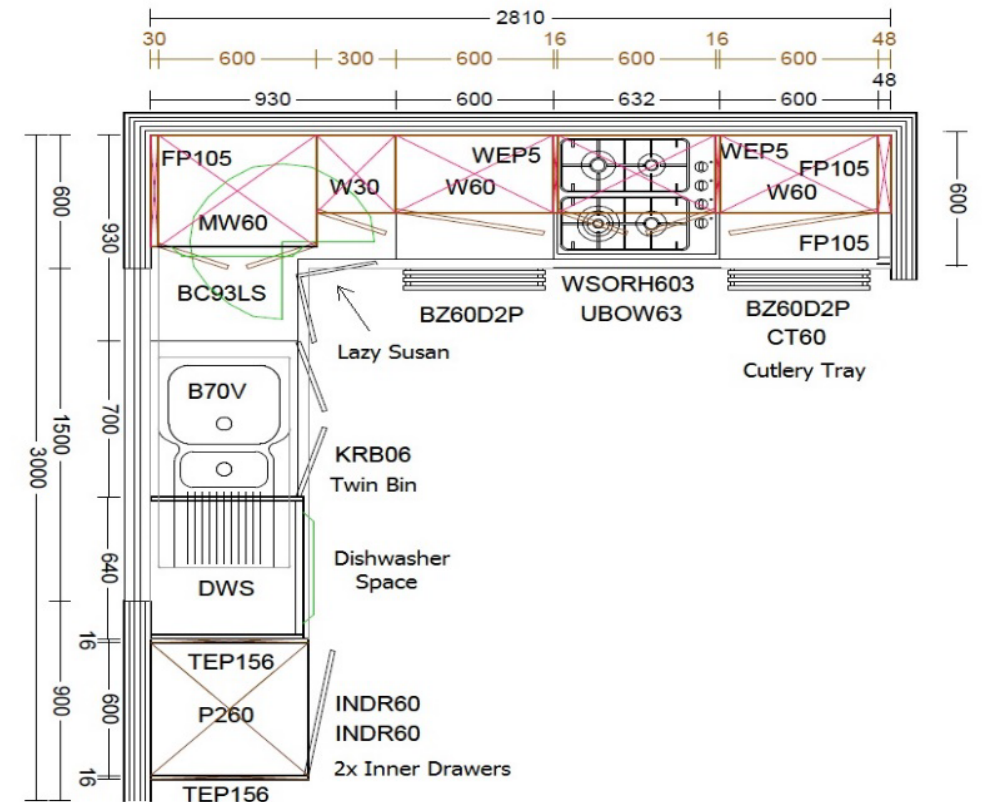 2810
30 16 16 48
600 300 600 600 600
48
930 600 632 600
FP105 WEP5 WEP5 FP105
W30 W60 W60
MW60
FP105
600
930
600
BC93LS
BZ60D2P
WSORH603
UBOW63
BZ60D2P
CT60
Cutlery Tray
Lazy Susan
B70V
700
1500
3000
KRB06
Twin Bin
640
Dishwasher
Space
DWS
16
TEP156
900
600
P260
INDR60
INDR60
2x Inner Drawers
16
TEP156